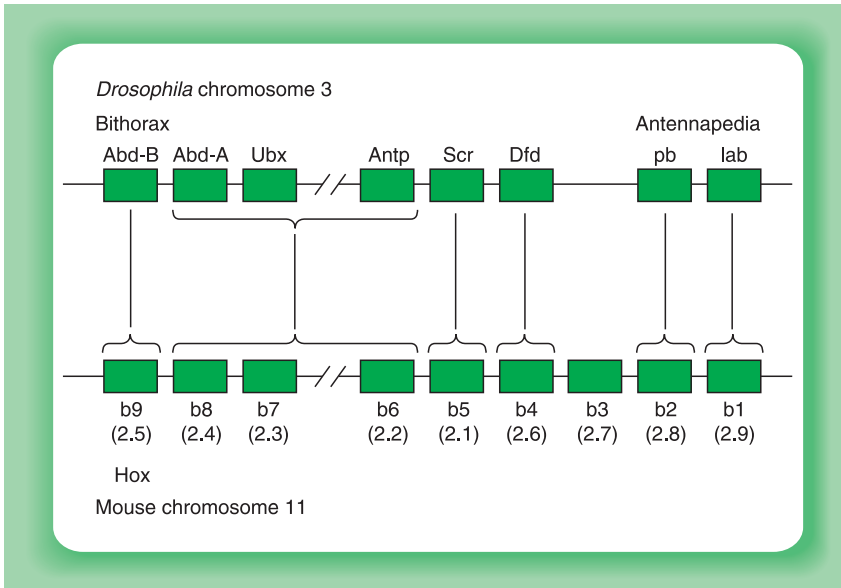 Drosophila chromosome 3
Bithorax Antennapedia
Abd-B Abd-A Ubx Antp Scr Dfd pb lab
b9 b8 b7 b6 b5 b4 b3 b2 b1
(2.5) (2.4) (2.3) (2.2) (2.1) (2.6) (2.7) (2.8) (2.9)
Hox
Mouse chromosome 11